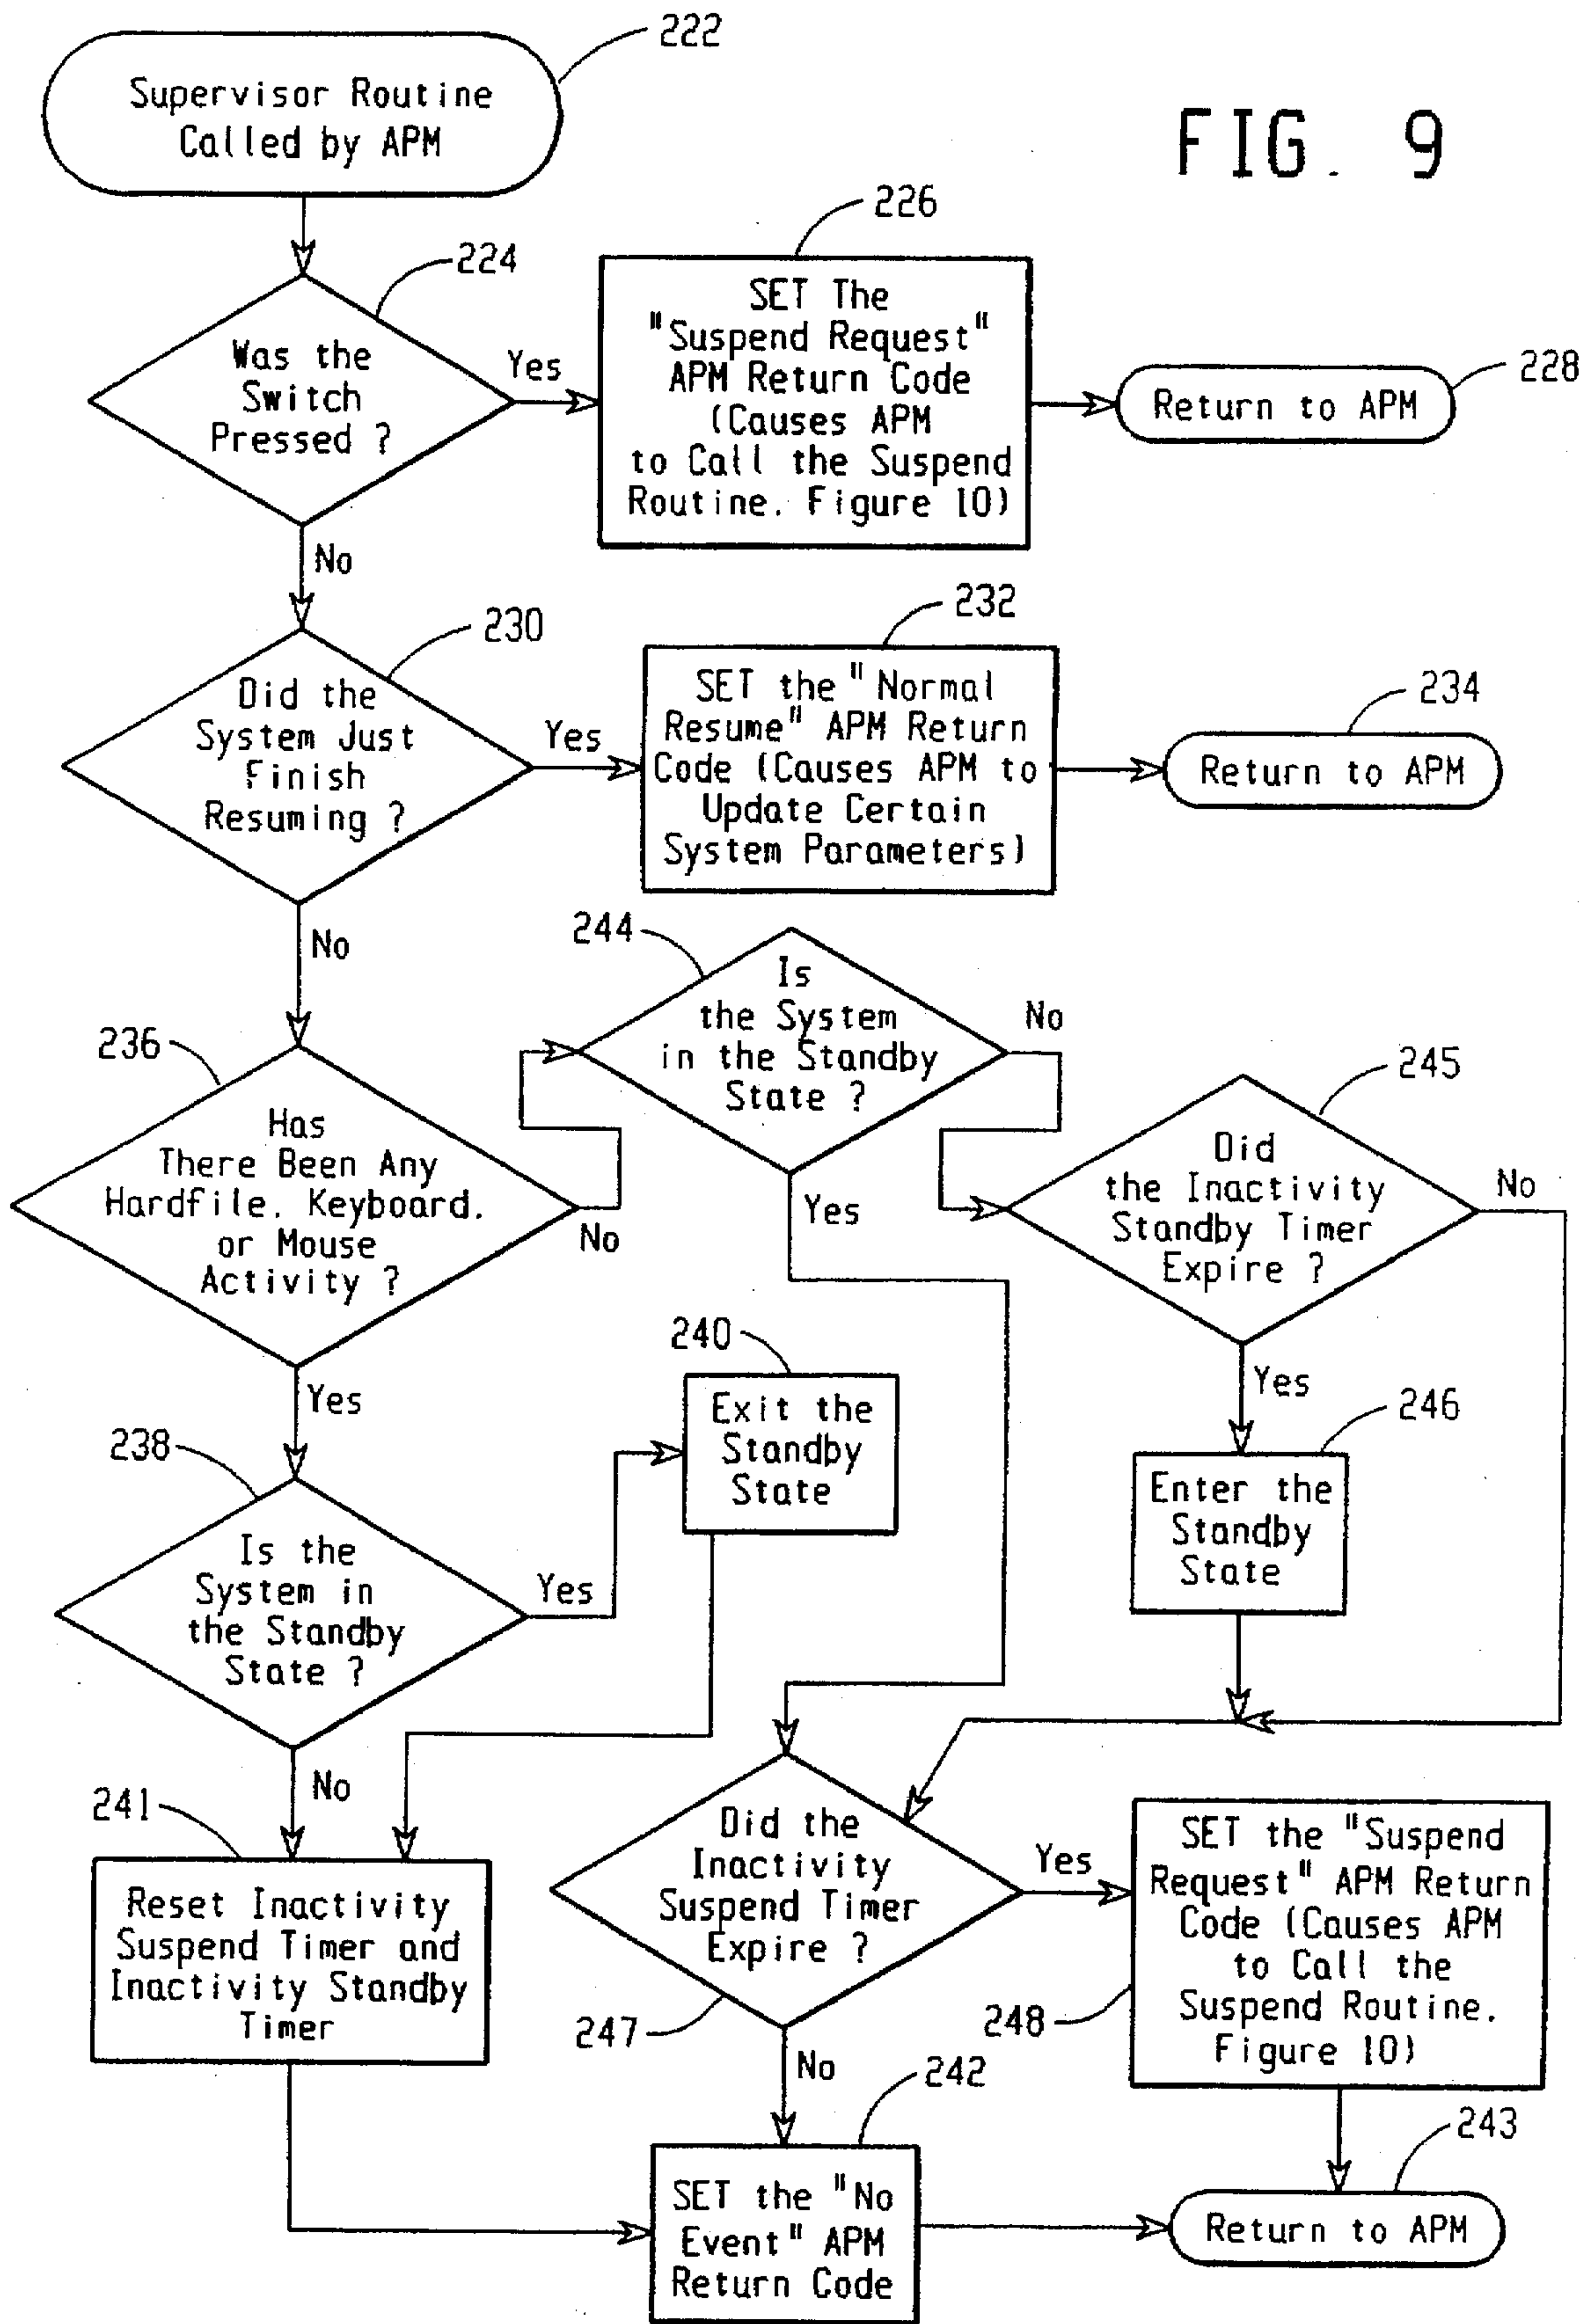 222
Supervisor Routine
Called by APM
FIG. 9
224
Was the
Switch
Pressed ?
Yes
No
226
SET The
"Suspend Request"
APM Return Code
(Causes APM
to Call the Suspend
Routine. Figure 10)
228
Return to APM
230
Did the
System Just
Finish
Resuming ?
Yes
No
232
SET the "Normal
Resume" APM Return
Code (Causes APM to
Update Certain
System Parameters)
234
Return to APM
236
Has
There Been Any
Hardfile. Keyboard.
or Mouse
Activity ?
No
Yes
244
Is
the System
in the Standby
State ?
No
Yes
245
Did
the Inactivity
Standby Timer
Expire ?
No
Yes
246
Enter the
Standby
State
238
Is the
System in
the Standby
State ?
Yes
No
240
Exit the
Standby
State
241
Reset Inactivity
Suspend Timer and
Inactivity Standby
Timer
247
Did the
Inactivity
Suspend Timer
Expire ?
Yes
No
248
SET the "Suspend
Request" APM Return
Code (Causes APM
to Call the
Suspend Routine.
Figure 10)
242
SET the "No
Event" APM
Return Code
243
Return to APM